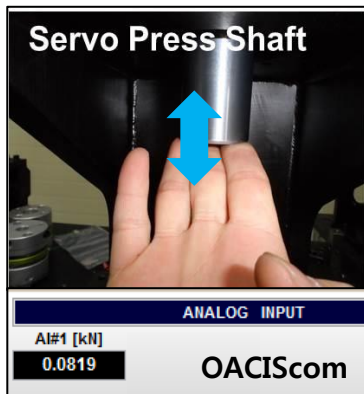 Servo Press Shaft
ANALOG INPUT
AI#1 [kN]
0.0819
OACIScom